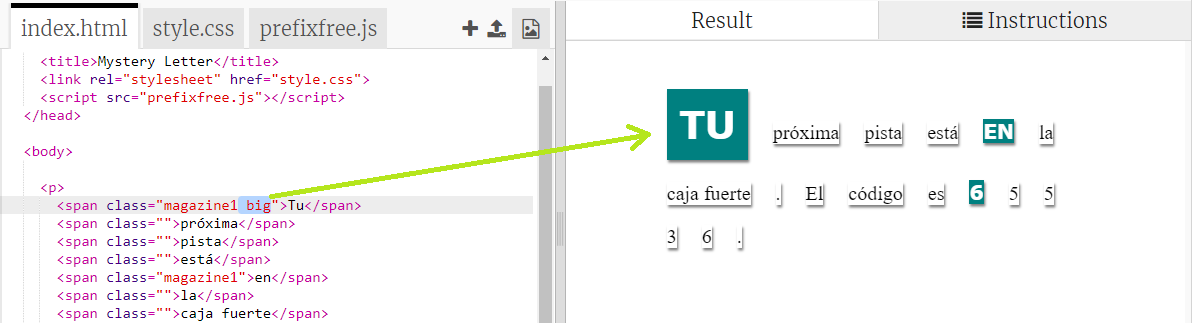 index.html style.css prefixfree.js
<title>Mystery Letter</title>
<link rel="stylesheet" href="style.css">
<script src="prefixfree.js"></script>
</head>
<body>
<p>
<span class="magazine1 big">Tu</span>
<span class="">próxima</span>
<span class="">pista</span>
<span class="">está</span>
<span class="magazine1">en</span>
<span class="">la</span>
<span class="">caja fuerte</span>
Result Instructions
TU próxima pista está EN la
caja fuerte . El código es 6 5 5
3 6 .